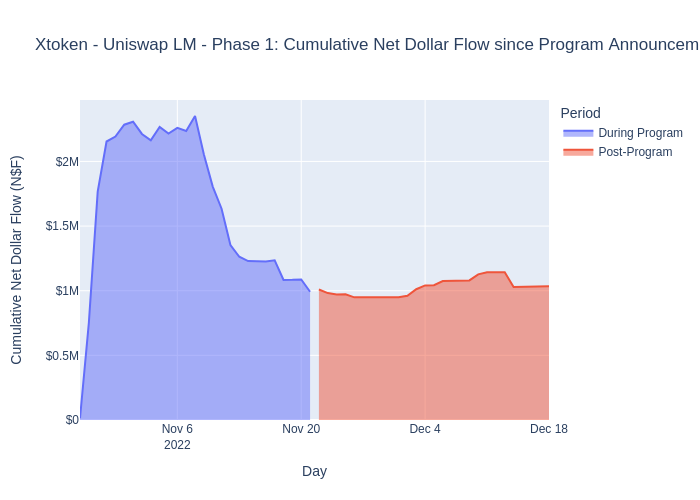 Xtoken - Uniswap LM - Phase 1: Cumulative Net Dollar Flow since Program Announcem
Period
During Program
Post-Program
Cumulative Net Dollar Flow (N$F)
$2M
$1.5M
$1M
$0.5M
$0
Nov 6
2022
Nov 20
Dec 4
Dec 18
Day